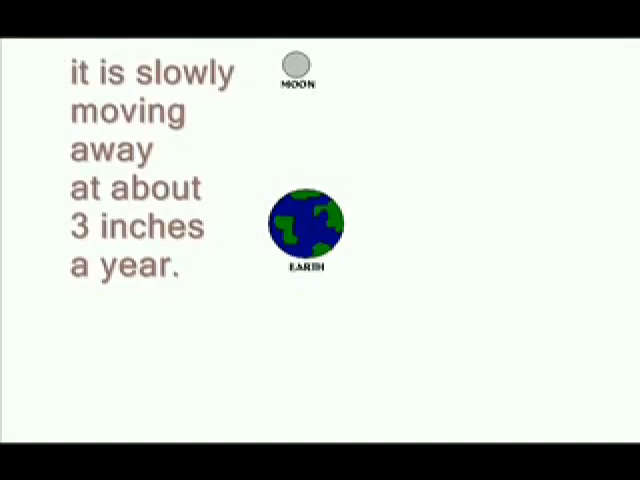 it is slowly
moving
away
at about
3 inches
a year.
MOON
EARTH